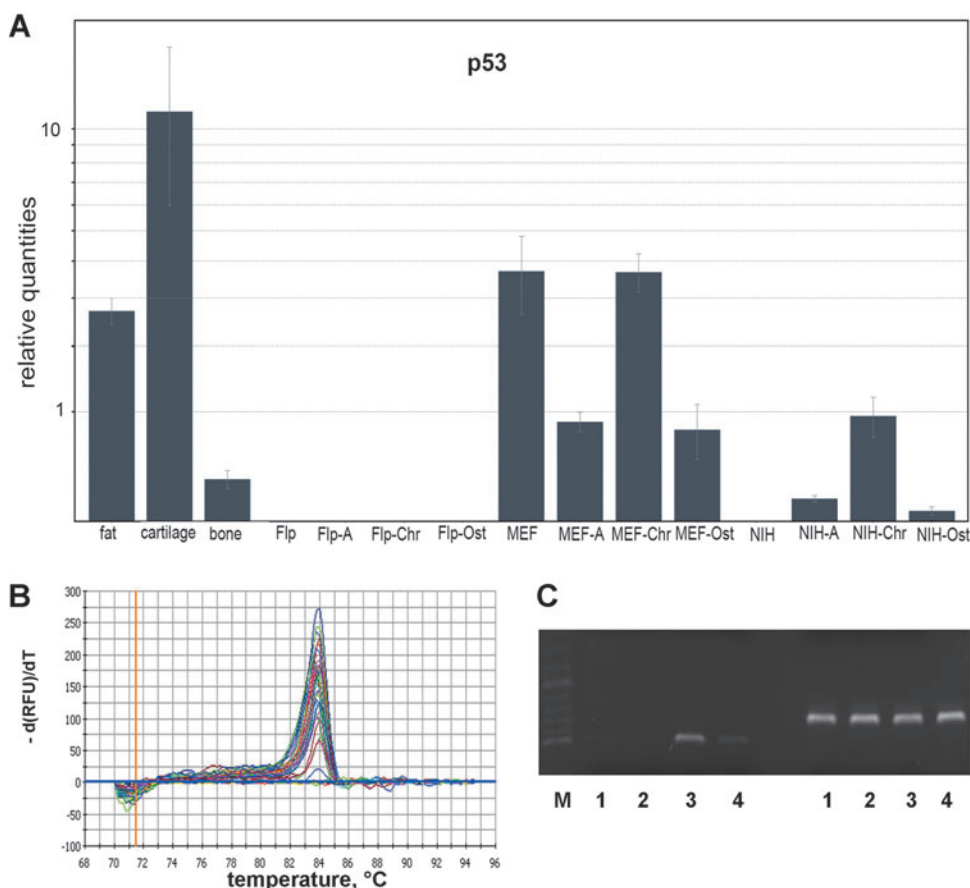 A
p53
10
1
relative quantities
fat cartilage bone Flp Flp-A Flp-Chr Flp-Ost MEF MEF-A MEF-Chr MEF-Ost NIH NIH-A NIH-Chr NIH-Ost
B
300
250
200
150
100
50
0
-50
-100
- d(RFU)/dT
68 70 72 74 76 78 80 82 84 86 88 90 92 94 96
temperature, °C
C
M 1 2 3 4 1 2 3 4